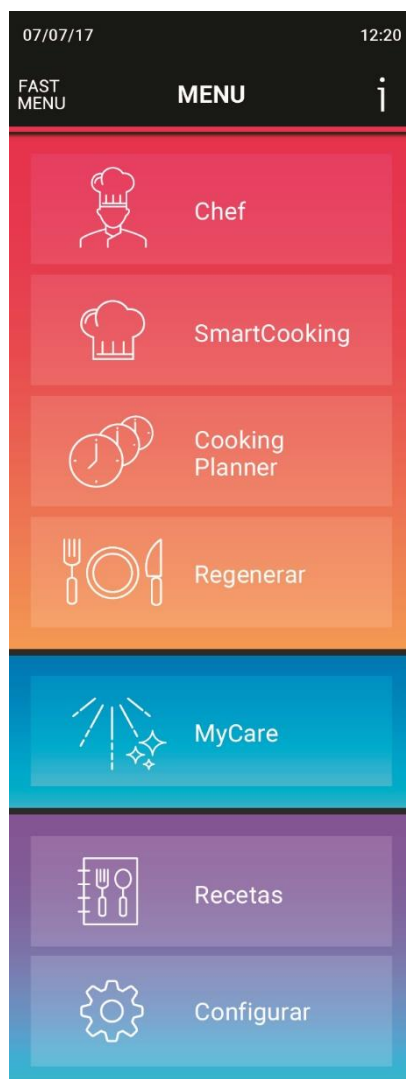 07/07/17 12:20
FAST
MENU
MENU
i
Chef
SmartCooking
Cooking
Planner
Regenerar
MyCare
Recetas
Configurar